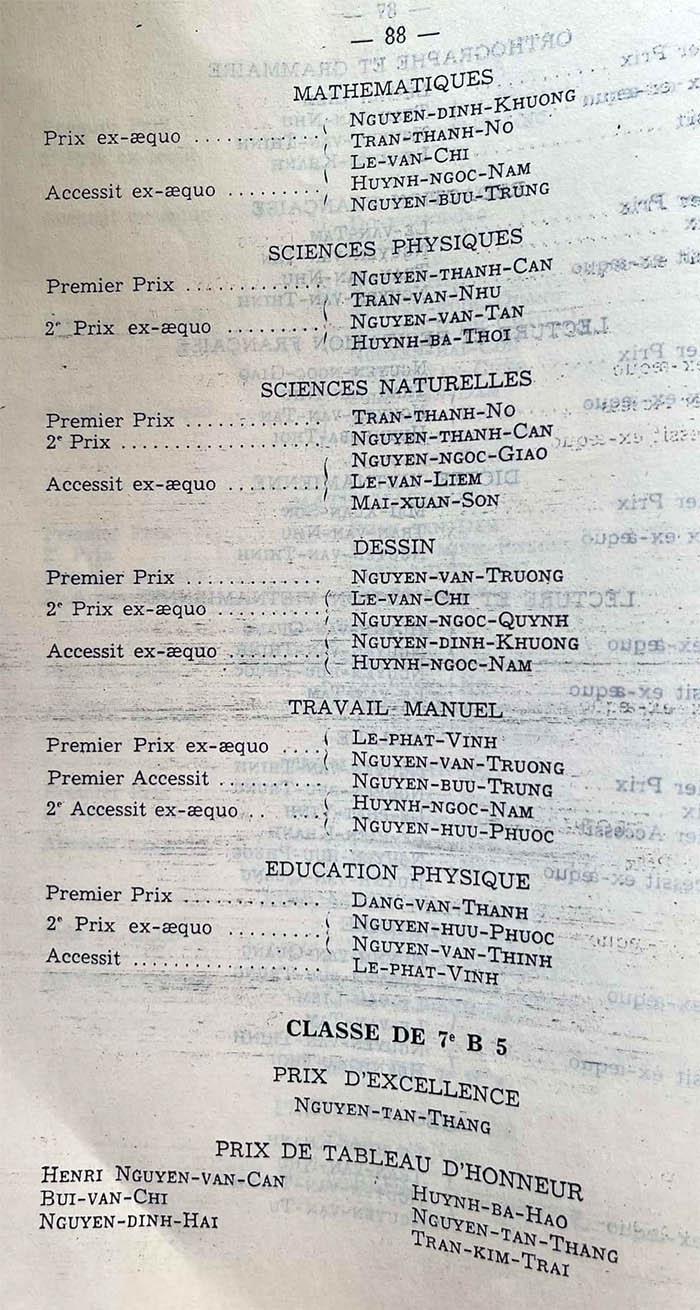 — 88 —
MATHEMATIQUES
Prix ex-æquo .......... NGUYEN-DINH-KHUONG
TRAN-THANH-NO
LE-VAN-CHI
Accessit ex-æquo ......... HUYNH-NGOC-NAM
NGUYEN-BUU-TRUNG
SCIENCES PHYSIQUES
Premier Prix ............. NGUYEN-THANH-CAN
TRAN-VAN-NHU
2e Prix ex-æquo ......... NGUYEN-VAN-TAN
HUYNH-BA-THOI
SCIENCES NATURELLES
Premier Prix ............. TRAN-THANH-NO
2e Prix .................. NGUYEN-THANH-CAN
NGUYEN-NGOC-GIAO
Accessit ex-æquo ......... LE-VAN-LIEM
MAI-XUAN-SON
DESSIN
Premier Prix ............. NGUYEN-VAN-TRUONG
2e Prix ex-æquo ......... LE-VAN-CHI
NGUYEN-NGOC-QUYNH
Accessit ex-æquo ......... NGUYEN-DINH-KHUONG
HUYNH-NGOC-NAM
TRAVAIL MANUEL
Premier Prix ex-æquo .... LE-PHAT-VINH
NGUYEN-VAN-TRUONG
Premier Accessit ......... NGUYEN-BUU-TRUNG
2e Accessit ex-æquo ..... HUYNH-NGOC-NAM
NGUYEN-HUU-PHUOC
EDUCATION PHYSIQUE
Premier Prix ............. DANG-VAN-THANH
2e Prix ex-æquo ......... NGUYEN-HUU-PHUOC
NGUYEN-VAN-THINH
Accessit ................. LE-PHAT-VINH
CLASSE DE 7e B 5
PRIX D'EXCELLENCE
NGUYEN-TAN-THANG
PRIX DE TABLEAU D'HONNEUR
HENRI NGUYEN-VAN-CAN
BUI-VAN-CHI
NGUYEN-DINH-HAI
HUYNH-BA-HAO
NGUYEN-TAN-THANG
TRAN-KIM-TRAI